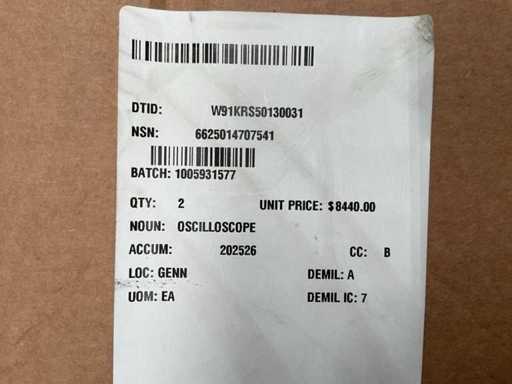 DTID: W91KRS50130031
NSN: 6625014707541
BATCH: 1005931577
QTY: 2 UNIT PRICE: $8440.00
NOUN: OSCILLOSCOPE
ACCUM: 202526 CC: B
LOC: GENN DEMIL: A
UOM: EA DEMIL IC: 7